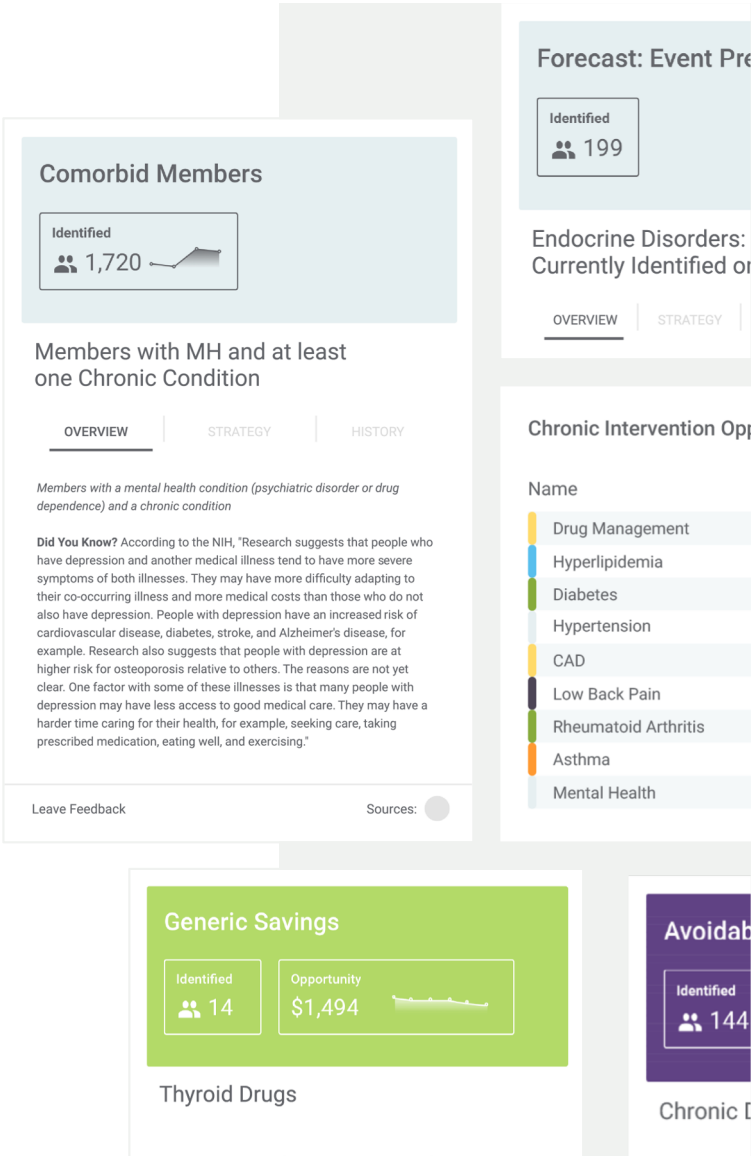 Forecast: Event
Identified
199
Endocrine Disorders:
Currently Identified
OVERVIEW
STRATEGY
Comorbid Members
Identified
1,720
Members with MH and at least
one Chronic Condition
OVERVIEW
STRATEGY
HISTORY
Members with a mental health condition (psychiatric disorder or drug
dependence) and a chronic condition
Did You Know? According to the NIH, "Research suggests that people who
have depression and another medical illness tend to have more severe
symptoms of both illnesses. They may have more difficulty adapting to
their co-occurring illness and more medical costs than those who do not
also have depression. People with depression have an increased risk of
cardiovascular disease, diabetes, stroke, and Alzheimer's disease, for
example. Research also suggests that people with depression are at
higher risk for osteoporosis relative to others. The reasons are not yet
clear. One factor with some of these illnesses is that many people with
depression may have less access to good medical care. They may have a
harder time caring for their health, for example, seeking care, taking
prescribed medication, eating well, and exercising."
Leave Feedback
Sources:
Chronic Intervention
Name
Drug Management
Hyperlipidemia
Diabetes
Hypertension
CAD
Low Back Pain
Rheumatoid Arthritis
Asthma
Mental Health
Generic Savings
Identified
14
Opportunity
$1,494
Thyroid Drugs
Identified
144
Chronic